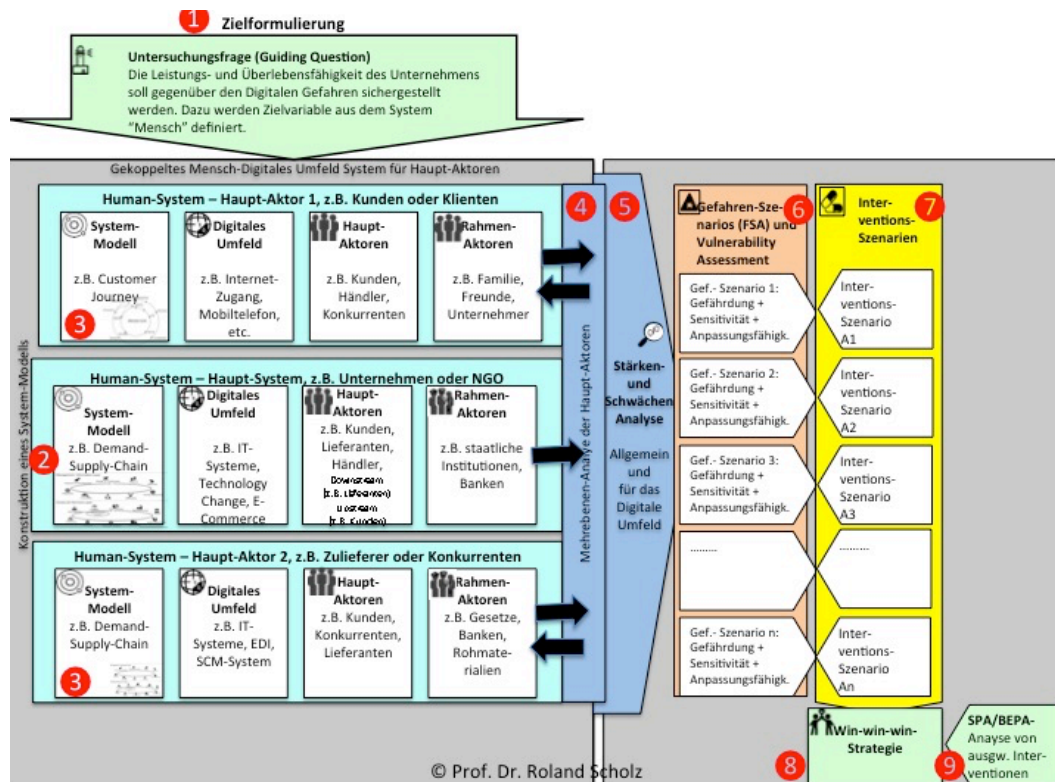 1 Zielformulierung
Untersuchungsfrage (Guiding Question)
Die Leistungs- und Überlebensfähigkeit des Unternehmens
soll gegenüber den Digitalen Gefahren sichergestellt
werden. Dazu werden Zielvariable aus dem System
"Mensch" definiert.
Gekoppeltes Mensch-Digitales Umfeld System für Haupt-Aktoren
Konstruktion eines System-Modells
Human-System – Haupt-Aktor 1, z.B. Kunden oder Klienten
System-
Modell
z.B. Customer
Journey
3
Digitales
Umfeld
z.B. Internet-
Zugang,
Mobiltelefon,
etc.
Haupt-
Aktoren
z.B. Kunden,
Händler,
Konkurrenten
Rahmen-
Aktoren
z.B. Familie,
Freunde,
Unternehmer
Human-System – Haupt-System, z.B. Unternehmen oder NGO
2
System-
Modell
z.B. Demand-
Supply-Chain
Digitales
Umfeld
z.B. IT-
Systeme,
Technology
Change, E-
Commerce
Haupt-
Aktoren
z.B. Kunden,
Lieferanten,
Händler,
Downstream
(z.B. Lieferanten)
Upstream
(z.B. Kunden)
Rahmen-
Aktoren
z.B. staatliche
Institutionen,
Banken
Human-System – Haupt-Aktor 2, z.B. Zulieferer oder Konkurrenten
System-
Modell
z.B. Demand-
Supply-Chain
3
Digitales
Umfeld
z.B. IT-
Systeme, EDI,
SCM-System
Haupt-
Aktoren
z.B. Kunden,
Konkurrenten,
Lieferanten
Rahmen-
Aktoren
z.B. Gesetze,
Banken,
Rohmate-
rialien
4
Mehrebenen-Analye der Haupt-Aktoren
5
Stärken-
und
Schwächen
Analyse
Allgemein
und
für das
Digitale
Umfeld
6
Gefahren-Sze-
narios (FSA) und
Vulnerability
Assessment
Gef.- Szenario 1:
Gefährdung +
Sensitivität +
Anpassungsfähigk.
Gef.- Szenario 2:
Gefährdung +
Sensitivität +
Anpassungsfähigk.
Gef.- Szenario 3:
Gefährdung +
Sensitivität +
Anpassungsfähigk.
.........
Gef.- Szenario n:
Gefährdung +
Sensitivität +
Anpassungsfähigk.
7
Inter-
ventions-
Szenarien
Inter-
ventions-
Szenario
A1
Inter-
ventions-
Szenario
A2
Inter-
ventions-
Szenario
A3
.........
Inter-
ventions-
Szenario
An
8
Win-win-win-
Strategie
9
SPA/BEPA-
Analyse von
ausgw. Inter-
ventionen
© Prof. Dr. Roland Scholz